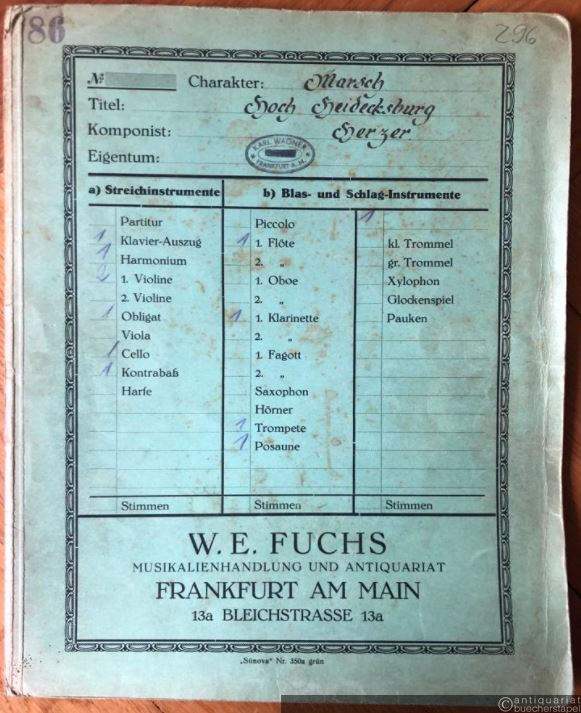 86
296
№ Charakter: Marsch
Titel: Hoch Heidecksburg
Komponist: Herzer.
Eigentum:
KARL WAGNER
FRANKFURT A. M.
a) Streichinstrumente
Partitur
1 Klavier-Auszug
1 Harmonium
2 1. Violine
2. Violine
1 Obligat
Viola
1 Cello
1 Kontrabaß
Harfe
Stimmen
b) Blas- und Schlag-Instrumente
Piccolo
1 1. Flöte
2. „
1. Oboe
2. „
1 1. Klarinette
2. „
1. Fagott
2. „
Saxophon
Hörner
1 Trompete
1 Posaune
Stimmen
1
kl. Trommel
gr. Trommel
Xylophon
Glockenspiel
Pauken
Stimmen
W. E. FUCHS
MUSIKALIENHANDLUNG UND ANTIQUARIAT
FRANKFURT AM MAIN
13a BLEICHSTRASSE 13a
„Sünova“ Nr. 350a grün
©antiquariat
buecherstapel